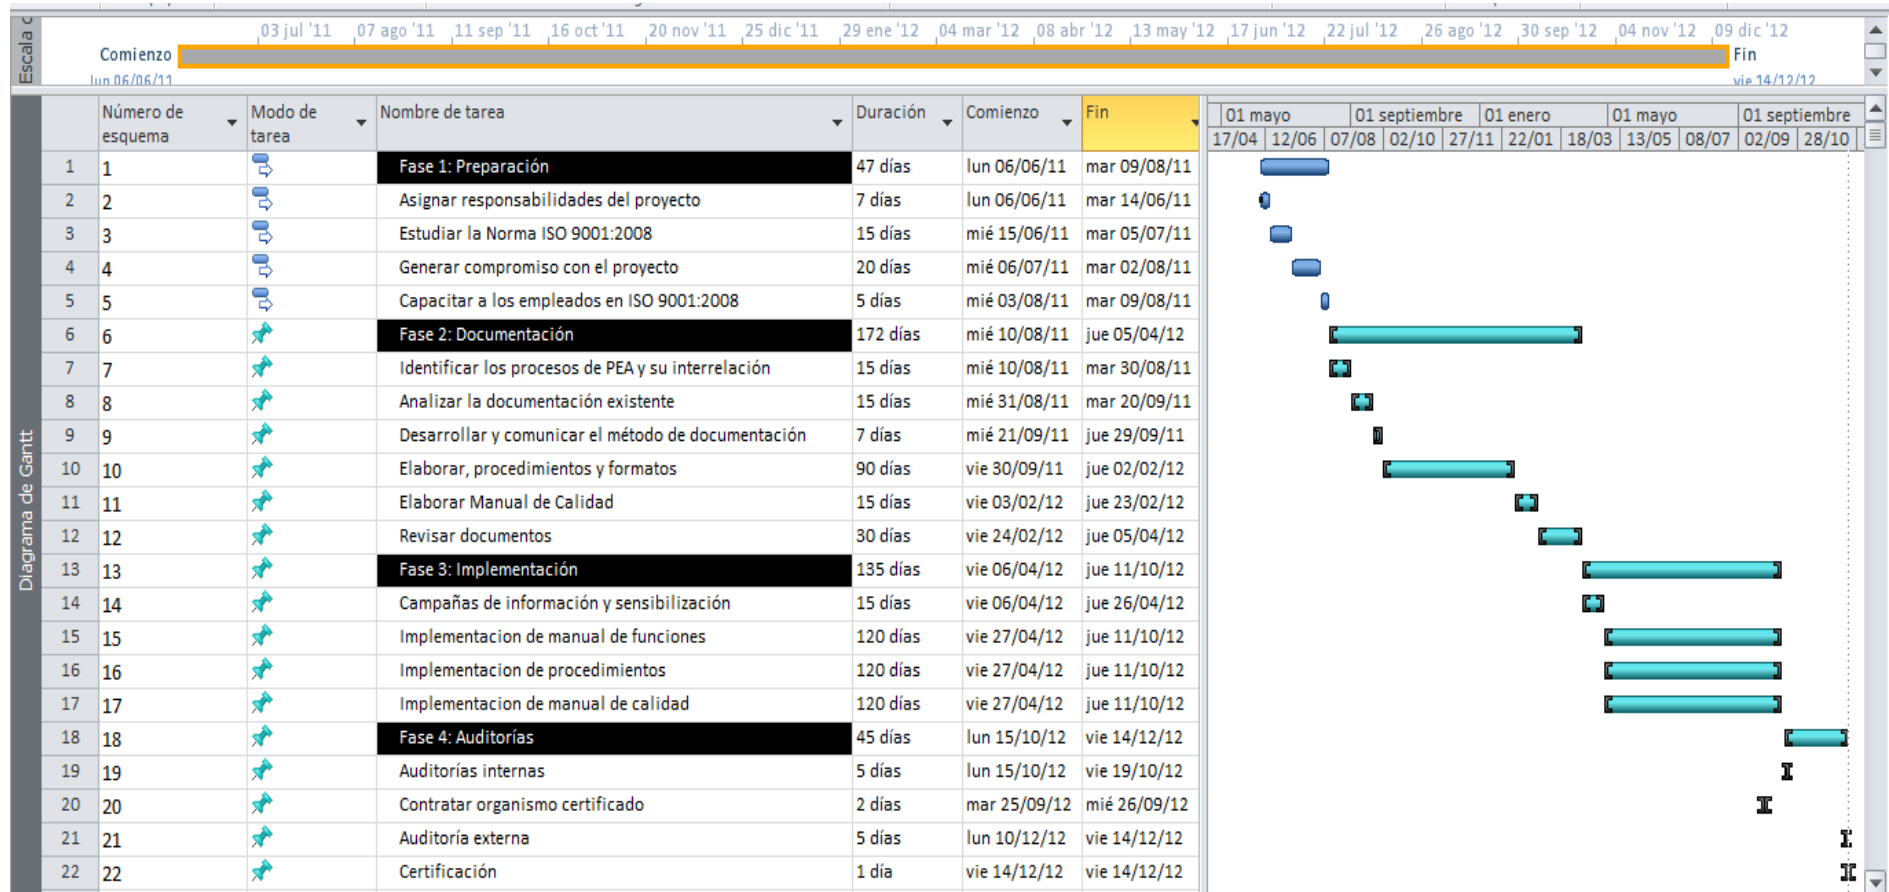 03 jul '11 07 ago '11 11 sep '11 16 oct '11 20 nov '11 25 dic '11 29 ene '12 04 mar '12 08 abr '12 13 may '12 17 jun '12 22 jul '12 26 ago '12 30 sep '12 04 nov '12 09 dic '12
Escala
Comienzo
lun 06/06/11
Fin
vie 14/12/12
Diagrama de Gantt
Número de esquema Modo de tarea Nombre de tarea Duración Comienzo Fin
01 mayo 01 septiembre 01 enero 01 mayo 01 septiembre
17/04 12/06 07/08 02/10 27/11 22/01 18/03 13/05 08/07 02/09 28/10
1 1 Fase 1: Preparación 47 días lun 06/06/11 mar 09/08/11
2 2 Asignar responsabilidades del proyecto 7 días lun 06/06/11 mar 14/06/11
3 3 Estudiar la Norma ISO 9001:2008 15 días mié 15/06/11 mar 05/07/11
4 4 Generar compromiso con el proyecto 20 días mié 06/07/11 mar 02/08/11
5 5 Capacitar a los empleados en ISO 9001:2008 5 días mié 03/08/11 mar 09/08/11
6 6 Fase 2: Documentación 172 días mié 10/08/11 jue 05/04/12
7 7 Identificar los procesos de PEA y su interrelación 15 días mié 10/08/11 mar 30/08/11
8 8 Analizar la documentación existente 15 días mié 31/08/11 mar 20/09/11
9 9 Desarrollar y comunicar el método de documentación 7 días mié 21/09/11 jue 29/09/11
10 10 Elaborar, procedimientos y formatos 90 días vie 30/09/11 jue 02/02/12
11 11 Elaborar Manual de Calidad 15 días vie 03/02/12 jue 23/02/12
12 12 Revisar documentos 30 días vie 24/02/12 jue 05/04/12
13 13 Fase 3: Implementación 135 días vie 06/04/12 jue 11/10/12
14 14 Campañas de información y sensibilización 15 días vie 06/04/12 jue 26/04/12
15 15 Implementacion de manual de funciones 120 días vie 27/04/12 jue 11/10/12
16 16 Implementacion de procedimientos 120 días vie 27/04/12 jue 11/10/12
17 17 Implementacion de manual de calidad 120 días vie 27/04/12 jue 11/10/12
18 18 Fase 4: Auditorías 45 días lun 15/10/12 vie 14/12/12
19 19 Auditorías internas 5 días lun 15/10/12 vie 19/10/12
20 20 Contratar organismo certificado 2 días mar 25/09/12 mié 26/09/12
21 21 Auditoría externa 5 días lun 10/12/12 vie 14/12/12
22 22 Certificación 1 día vie 14/12/12 vie 14/12/12